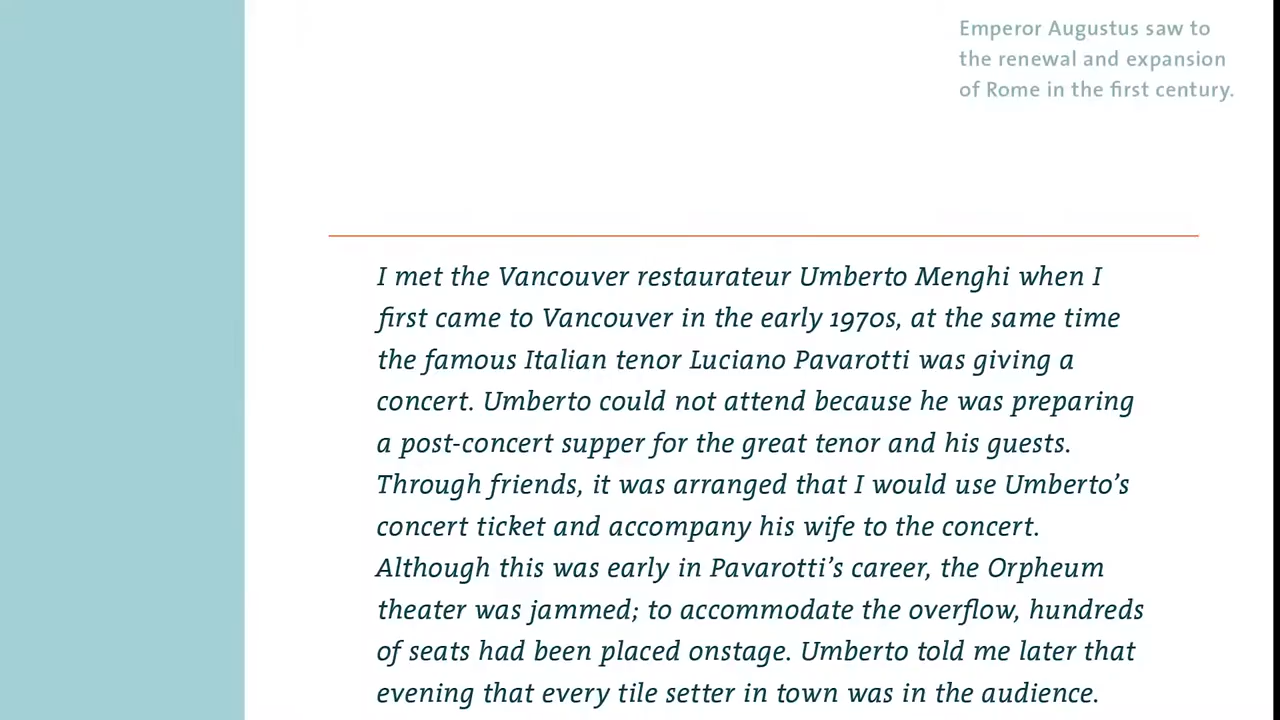 Emperor Augustus saw to
the renewal and expansion
of Rome in the first century.
I met the Vancouver restaurateur Umberto Menghi when I
first came to Vancouver in the early 1970s, at the same time
the famous Italian tenor Luciano Pavarotti was giving a
concert. Umberto could not attend because he was preparing
a post-concert supper for the great tenor and his guests.
Through friends, it was arranged that I would use Umberto’s
concert ticket and accompany his wife to the concert.
Although this was early in Pavarotti’s career, the Orpheum
theater was jammed; to accommodate the overflow, hundreds
of seats had been placed onstage. Umberto told me later that
evening that every tile setter in town was in the audience.